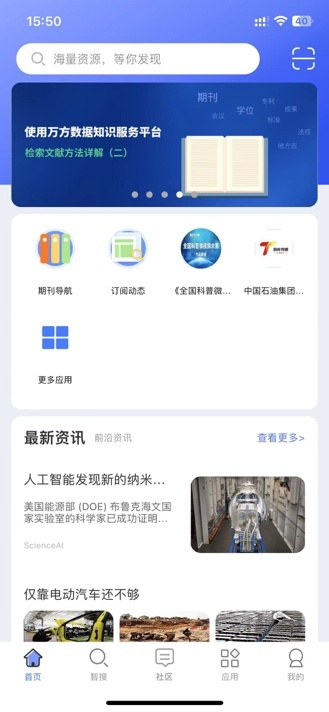 15:50
40
海量资源，等你发现
期刊
专利
会议
学位
成果
标准
法规
地方志
使用万方数据知识服务平台
检索文献方法详解（二）
期刊导航
订阅动态
《全国科普微...
中国石油集团...
更多应用
最新资讯
前沿资讯
查看更多>
人工智能发现新的纳米...
美国能源部 (DOE) 布鲁克海文国
家实验室的科学家已成功证明...
ScienceAI
仅靠电动汽车还不够
首页
智搜
社区
应用
我的